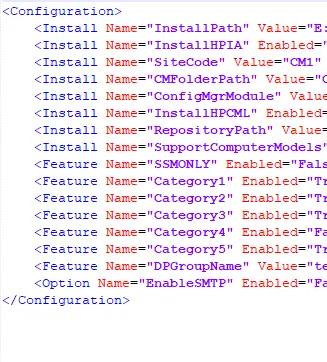 <Configuration>
<Install Name="InstallPath" Value="E:
<Install Name="InstallHPIA" Enabled="
<Install Name="SiteCode" Value="CM1"
<Install Name="CMFolderPath" Value="C
<Install Name="ConfigMgrModule" Value
<Install Name="InstallHPCML" Enabled=
<Install Name="RepositoryPath" Value=
<Install Name="SupportComputerModels"
<Feature Name="SSMONLY" Enabled="Fals
<Feature Name="Category1" Enabled="Tr
<Feature Name="Category2" Enabled="Tr
<Feature Name="Category3" Enabled="Tr
<Feature Name="Category4" Enabled="Fa
<Feature Name="Category5" Enabled="Tr
<Feature Name="DPGroupName" Value="te
<Option Name="EnableSMTP" Enabled="Fa
</Configuration>